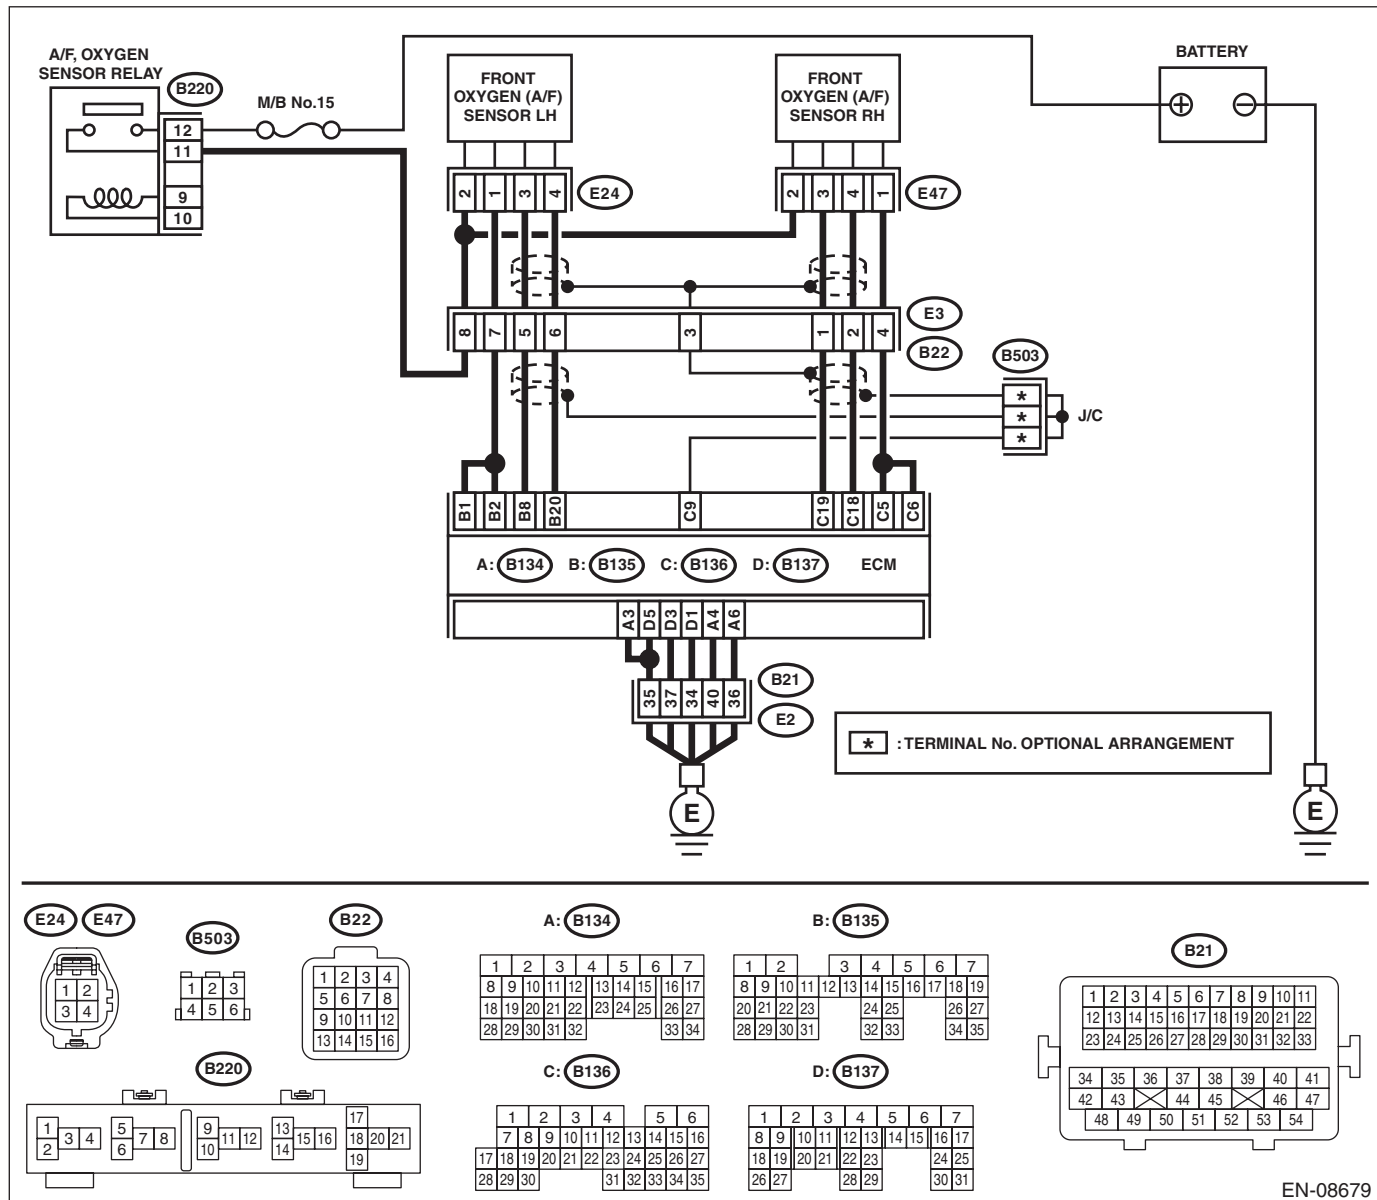 A/F, OXYGEN
SENSOR RELAY
B220
M/B No.15
12
11
9
10
FRONT
OXYGEN (A/F)
SENSOR LH
FRONT
OXYGEN (A/F)
SENSOR RH
BATTERY
2 1 3 4
E24
2 3 4 1
E47
8 7 5 6 3 1 2 4
E3
B22
B503
*
*
*
J/C
B1 B2 B8 B20 C9 C19 C18 C5 C6
A: B134 B: B135 C: B136 D: B137 ECM
A3 D5 D3 D1 A4 A6
35 37 34 40 36
B21
E2
* : TERMINAL No. OPTIONAL ARRANGEMENT
E
E
E24 E47
1 2
3 4
B503
1 2 3
4 5 6
B22
1 2 3 4
5 6 7 8
9 10 11 12
13 14 15 16
A: B134
1 2 3 4 5 6 7
8 9 10 11 12 13 14 15 16 17
18 19 20 21 22 23 24 25 26 27
28 29 30 31 32 33 34
B: B135
1 2 3 4 5 6 7
8 9 10 11 12 13 14 15 16 17 18 19
20 21 22 23 24 25 26 27
28 29 30 31 32 33 34 35
B21
1 2 3 4 5 6 7 8 9 10 11
12 13 14 15 16 17 18 19 20 21 22
23 24 25 26 27 28 29 30 31 32 33
34 35 36 37 38 39 40 41
42 43 44 45 46 47
48 49 50 51 52 53 54
B220
1 2 3 4
5 6 7 8
9 10 11 12
13 14 15 16
17 18 19 20 21
C: B136
1 2 3 4 5 6
7 8 9 10 11 12 13 14 15 16
17 18 19 20 21 22 23 24 25 26 27
28 29 30 31 32 33 34 35
D: B137
1 2 3 4 5 6 7
8 9 10 11 12 13 14 15 16 17
18 19 20 21 22 23 24 25
26 27 28 29 30 31
EN-08679